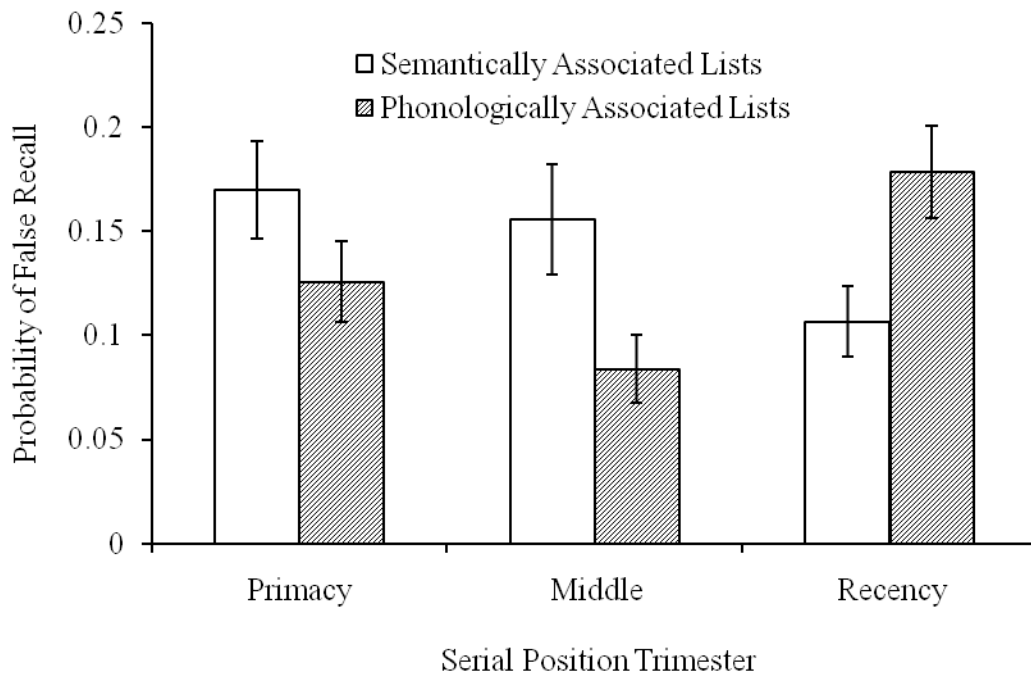 0.25
Semantically Associated Lists
Phonologically Associated Lists
0.2
0.15
0.1
0.05
0
Probability of False Recall
Primacy
Middle
Recency
Serial Position Trimester